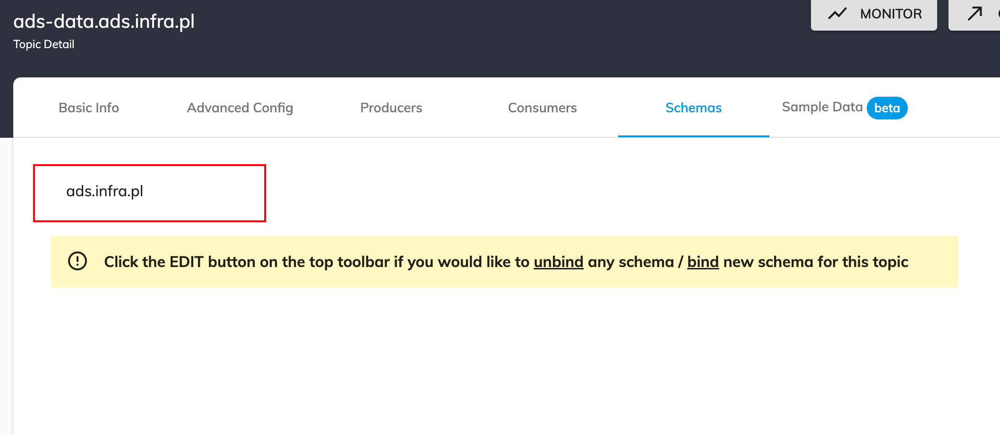 ads-data.ads.infra.pl
MONITOR
Topic Detail
Basic Info Advanced Config Producers Consumers Schemas Sample Data beta
ads.infra.pl
Click the EDIT button on the top toolbar if you would like to unbind any schema / bind new schema for this topic